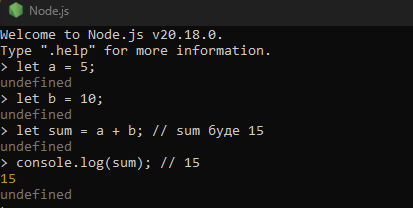 Node.js
Welcome to Node.js v20.18.0.
Type ".help" for more information.
> let a = 5;
undefined
> let b = 10;
undefined
> let sum = a + b; // sum буде 15
undefined
> console.log(sum); // 15
15
undefined